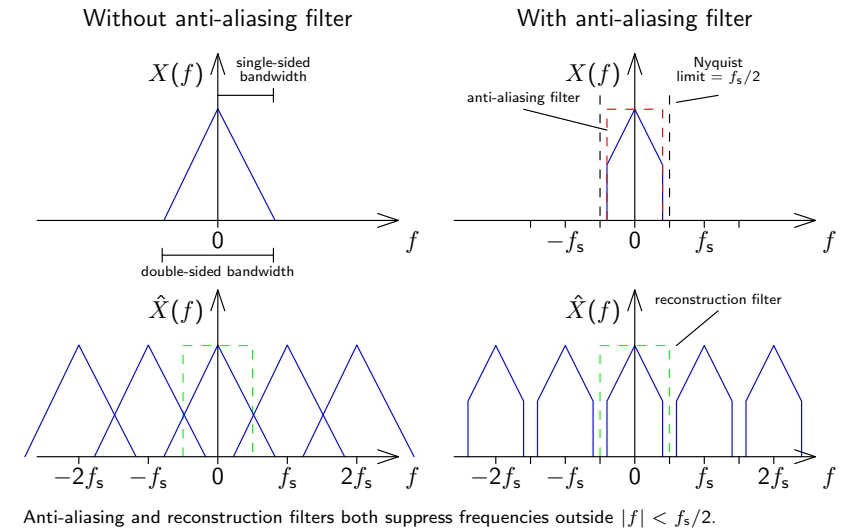 Without anti-aliasing filter
X(f)
single-sided
bandwidth
0
f
double-sided bandwidth
With anti-aliasing filter
X(f)
Nyquist
limit = fₛ/2
anti-aliasing filter
−fₛ 0 fₛ
f
X̂(f)
−2fₛ −fₛ 0 fₛ 2fₛ f
X̂(f)
reconstruction filter
−2fₛ −fₛ 0 fₛ 2fₛ f
Anti-aliasing and reconstruction filters both suppress frequencies outside |f| < fₛ/2.